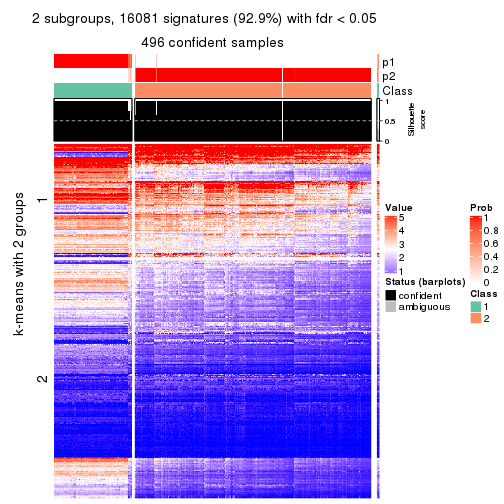 2 subgroups, 16081 signatures (92.9%) with fdr < 0.05
496 confident samples
p1
p2
Class
1
0.5
0
Silhouette
score
k-means with 2 groups
1
2
Value
5
4
3
2
1
Prob
1
0.8
0.6
0.4
0.2
0
Status (barplots)
confident
ambiguous
Class
1
2